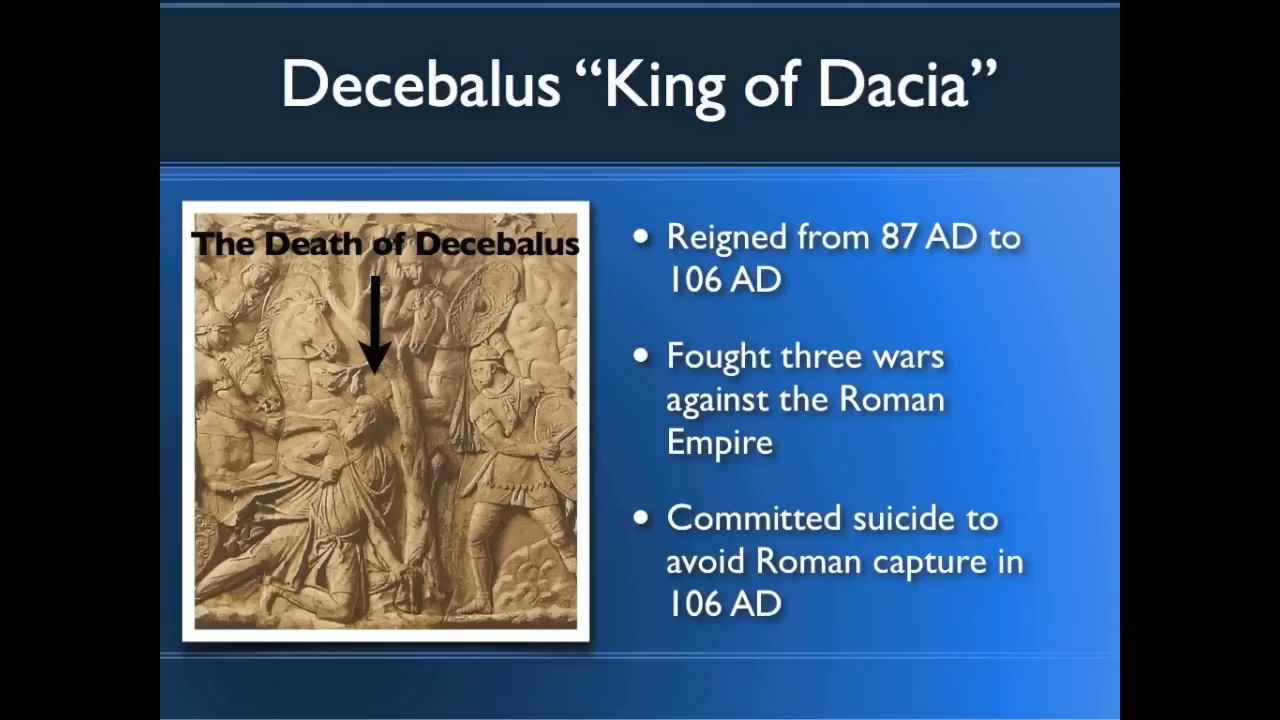 Decebalus “King of Dacia”
The Death of Decebalus
• Reigned from 87 AD to
106 AD
• Fought three wars
against the Roman
Empire
• Committed suicide to
avoid Roman capture in
106 AD